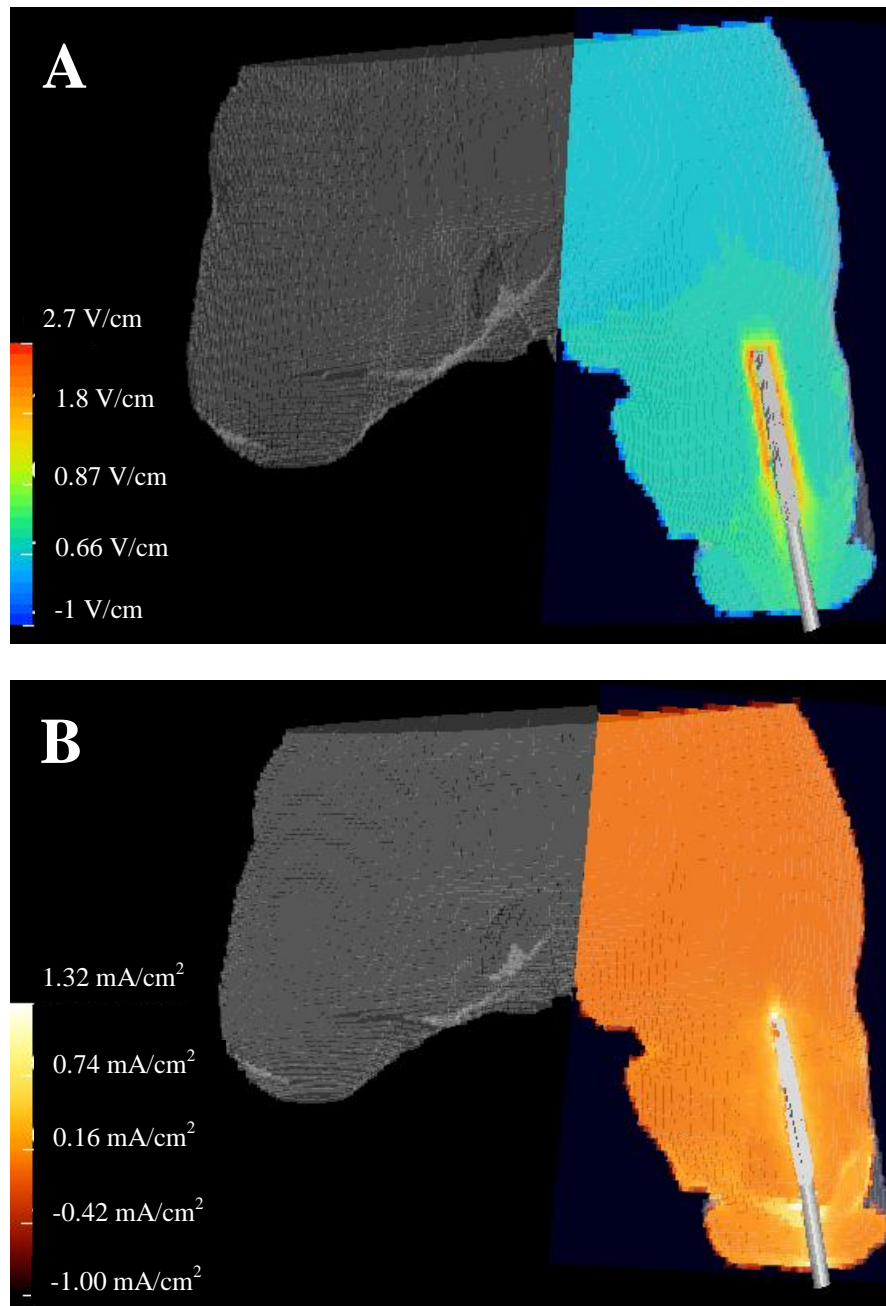 A
2.7 V/cm
1.8 V/cm
0.87 V/cm
0.66 V/cm
-1 V/cm
B
1.32 mA/cm²
0.74 mA/cm²
0.16 mA/cm²
-0.42 mA/cm²
-1.00 mA/cm²